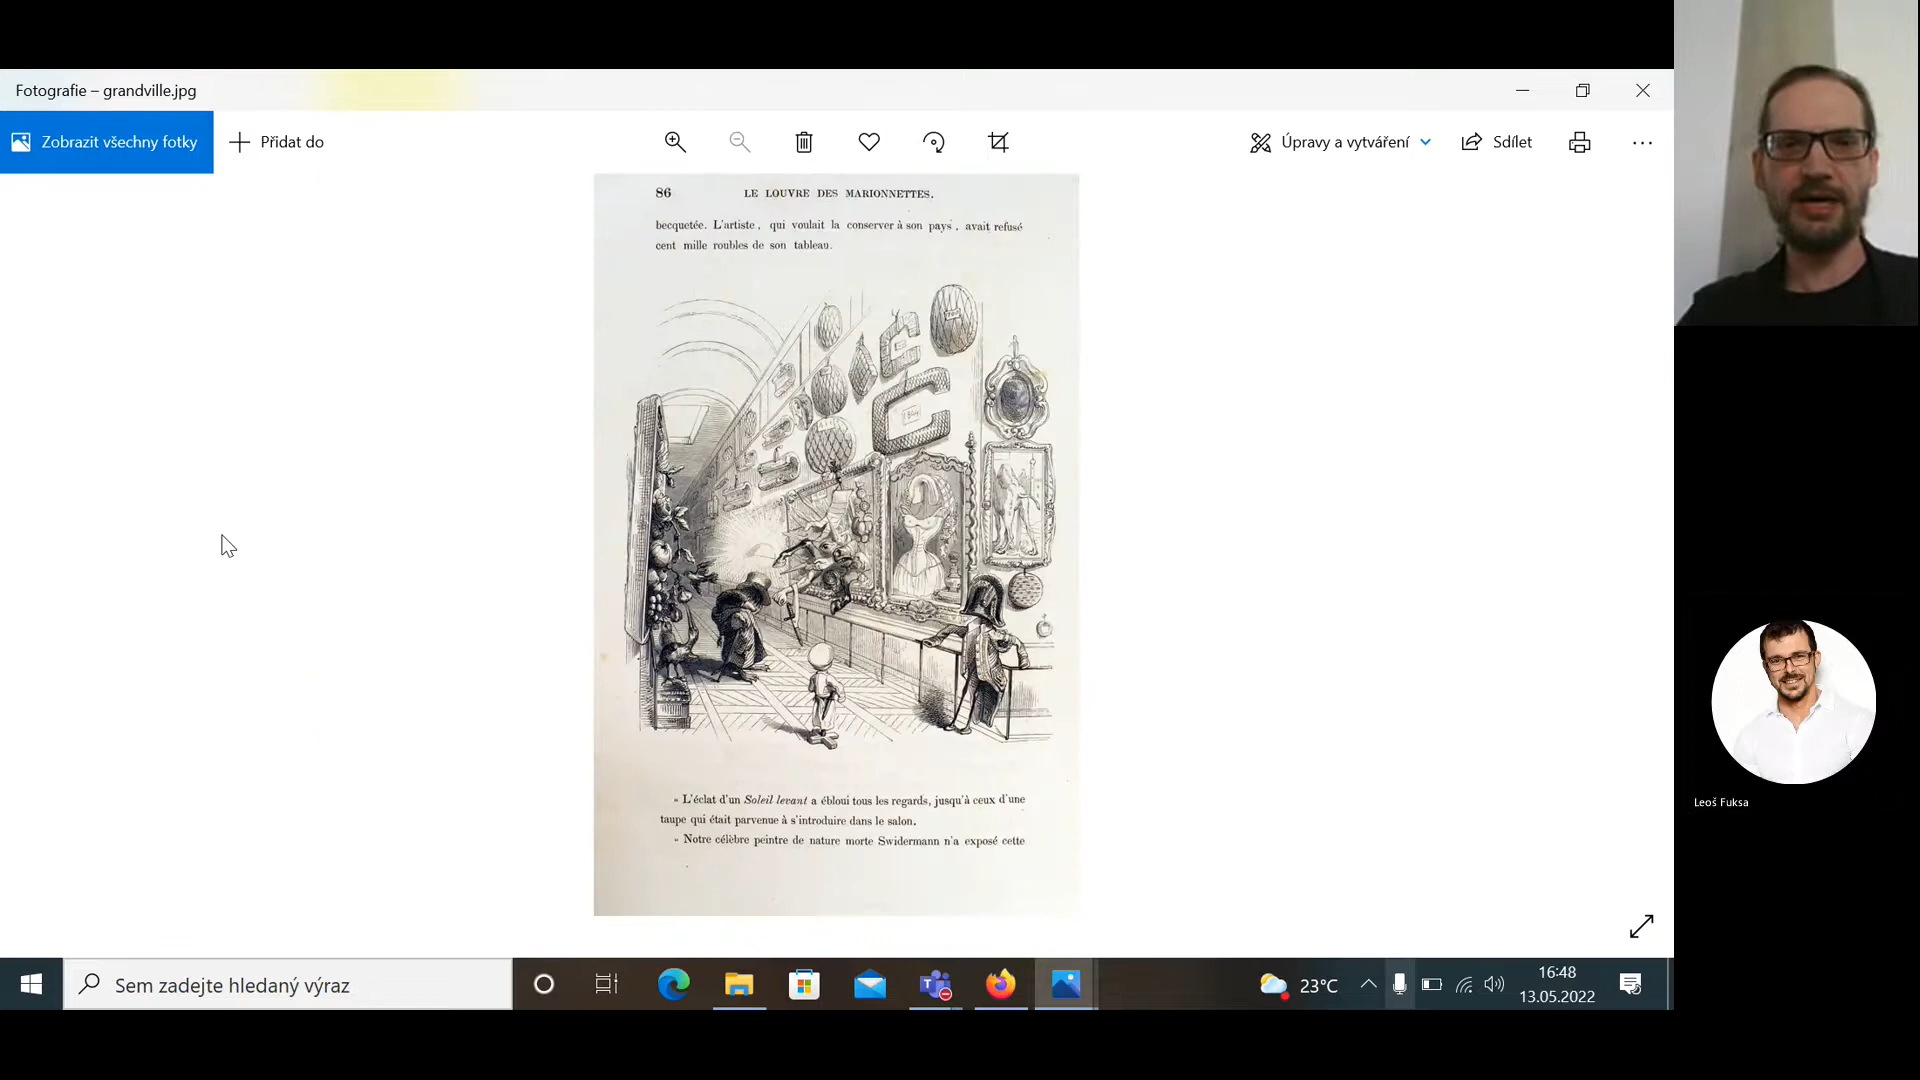 Fotografie – grandville.jpg
Zobrazit všechny fotky
Přidat do
Úpravy a vytváření
Sdílet
86 LE LOUVRE DES MARIONNETTES.
becquetée. L'artiste, qui voulait la conserver à son pays, avait refusé
cent mille roubles de son tableau.
1844
« L'éclat d'un Soleil levant a ébloui tous les regards, jusqu'à ceux d'une
taupe qui était parvenue à s'introduire dans le salon.
« Notre célèbre peintre de nature morte Swidermann n'a exposé cette
Leoš Fuksa
Sem zadejte hledaný výraz
23°C
16:48
13.05.2022